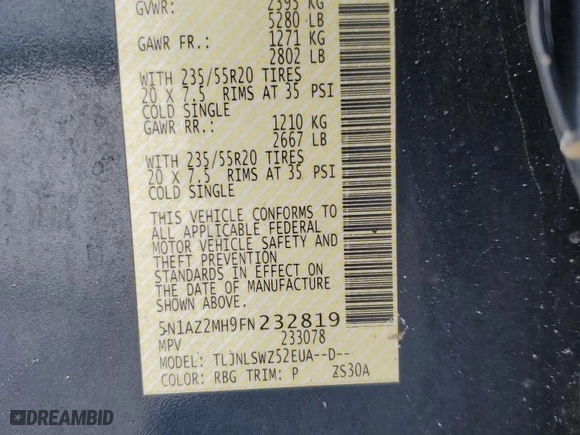 GVWR: 2395 KG
5280 LB
GAWR FR.: 1271 KG
2802 LB
WITH 235/55R20 TIRES
20 X 7.5 RIMS AT 35 PSI
COLD SINGLE
GAWR RR.: 1210 KG
2667 LB
WITH 235/55R20 TIRES
20 X 7.5 RIMS AT 35 PSI
COLD SINGLE
THIS VEHICLE CONFORMS TO
ALL APPLICABLE FEDERAL
MOTOR VEHICLE SAFETY AND
THEFT PREVENTION
STANDARDS IN EFFECT ON
THE DATE OF MANUFACTURE
SHOWN ABOVE.
5N1AZ2MH9FN232819
MPV 233078
MODEL: TLJNLSWZ52EUA--D--
COLOR: RBG TRIM: P ZS30A
DREAMBID